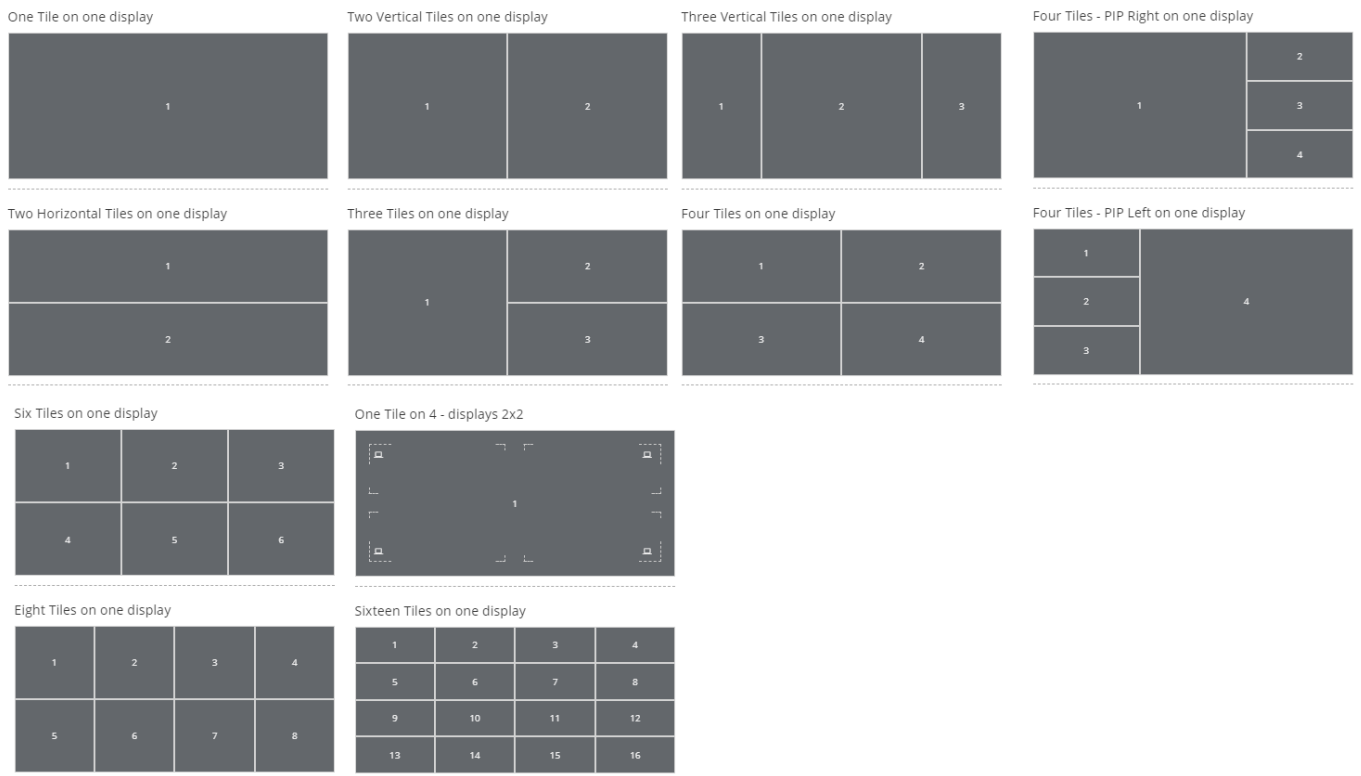 One Tile on one display
1
Two Vertical Tiles on one display
1 2
Three Vertical Tiles on one display
1 2 3
Four Tiles - PIP Right on one display
1
2
3
4
Two Horizontal Tiles on one display
1
2
Three Tiles on one display
1
2
3
Four Tiles on one display
1 2
3 4
Four Tiles - PIP Left on one display
1
2
3
4
Six Tiles on one display
1 2 3
4 5 6
One Tile on 4 - displays 2x2
1
Eight Tiles on one display
1 2 3 4
5 6 7 8
Sixteen Tiles on one display
1 2 3 4
5 6 7 8
9 10 11 12
13 14 15 16